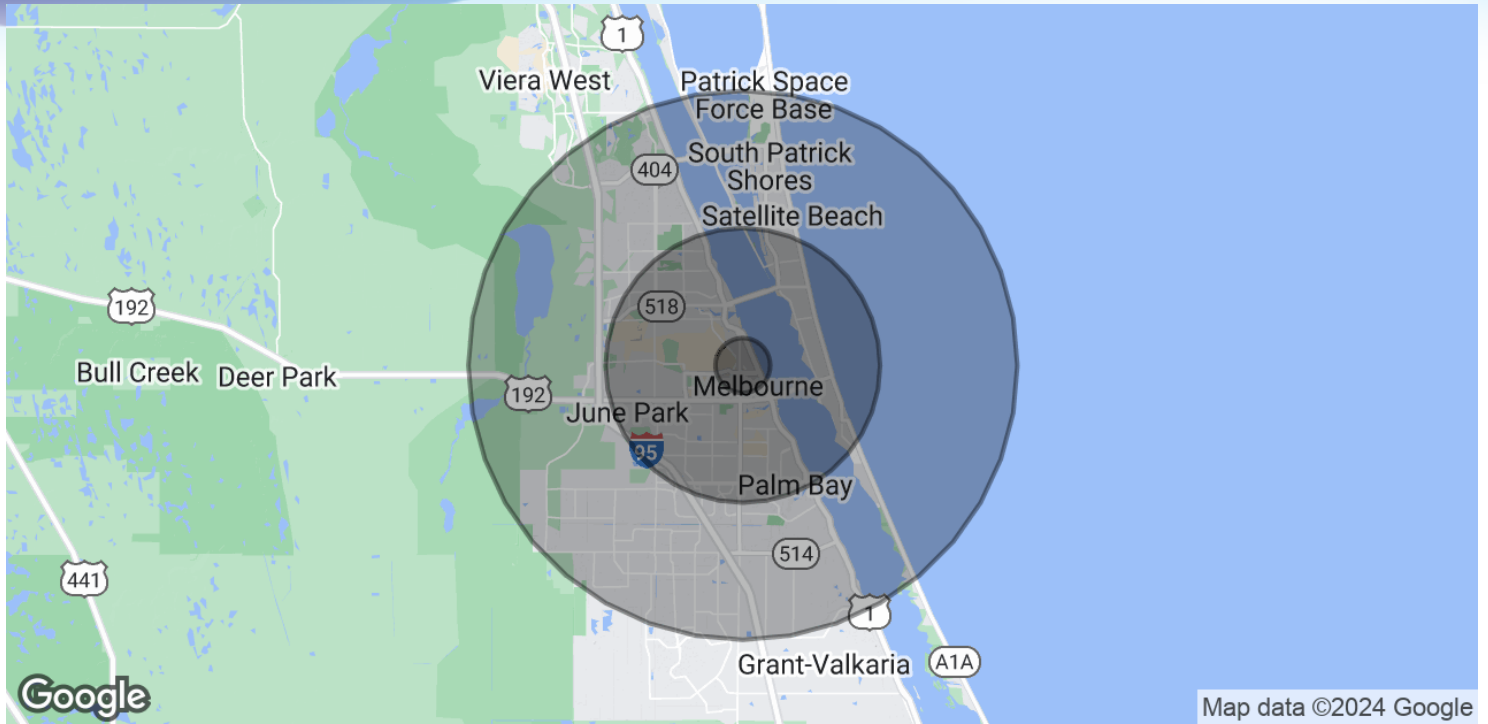 1
Viera West
Patrick Space
Force Base
404
South Patrick
Shores
Satellite Beach
192
518
Bull Creek
Deer Park
192
Melbourne
June Park
95
Palm Bay
514
441
1
Grant-Valkaria
A1A
Google
Map data ©2024 Google